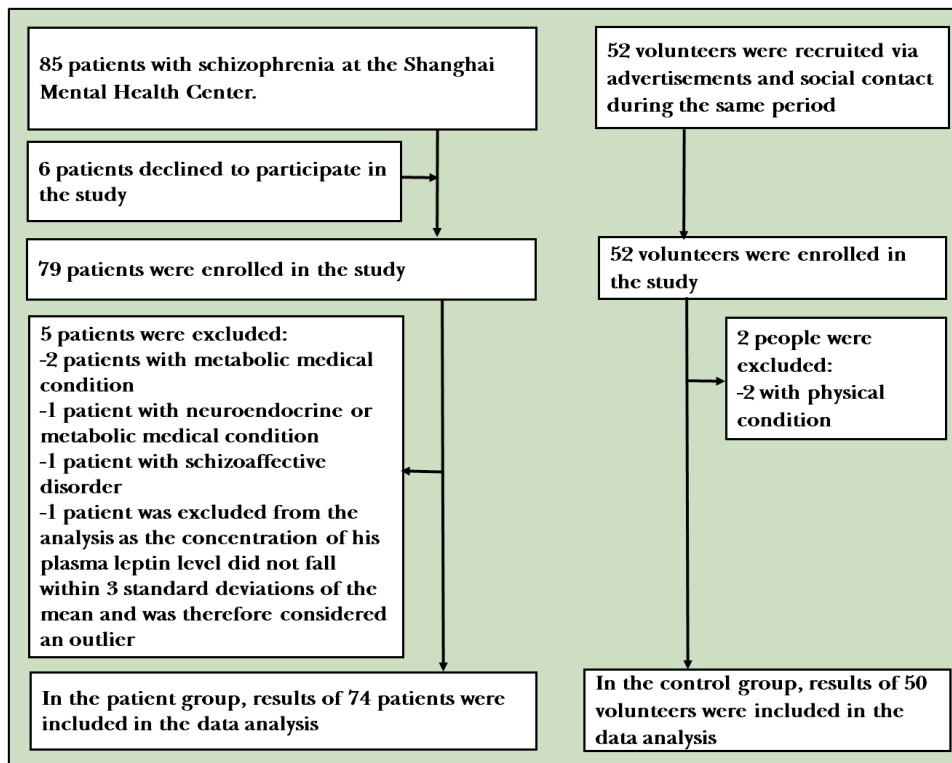 85 patients with schizophrenia at the Shanghai
Mental Health Center.
6 patients declined to participate in
the study
79 patients were enrolled in the study
5 patients were excluded:
-2 patients with metabolic medical
condition
-1 patient with neuroendocrine or
metabolic medical condition
-1 patient with schizoaffective
disorder
-1 patient was excluded from the
analysis as the concentration of his
plasma leptin level did not fall
within 3 standard deviations of the
mean and was therefore considered
an outlier
In the patient group, results of 74 patients were
included in the data analysis
52 volunteers were recruited via
advertisements and social contact
during the same period
52 volunteers were enrolled in
the study
2 people were
excluded:
-2 with physical
condition
In the control group, results of 50
volunteers were included in the
data analysis